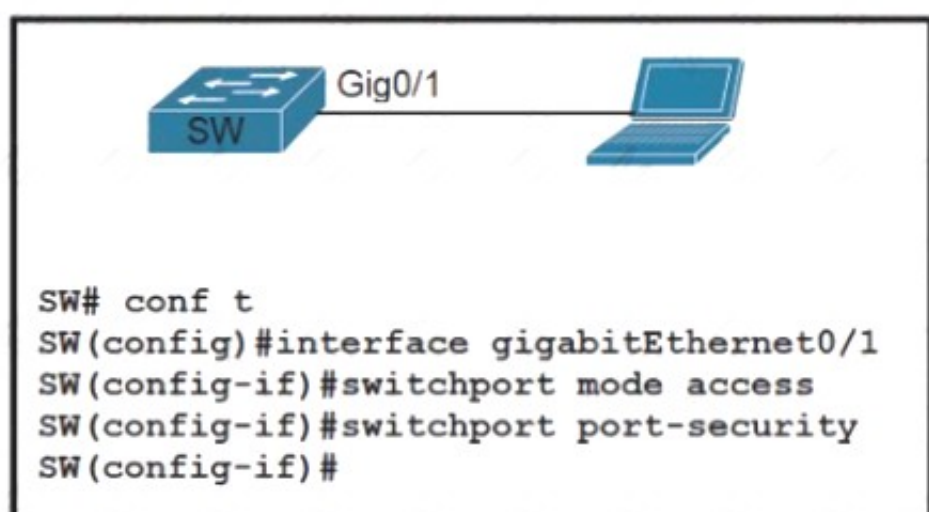 Gig0/1
SW
SW# conf t
SW(config)#interface gigabitEthernet0/1
SW(config-if)#switchport mode access
SW(config-if)#switchport port-security
SW(config-if)#